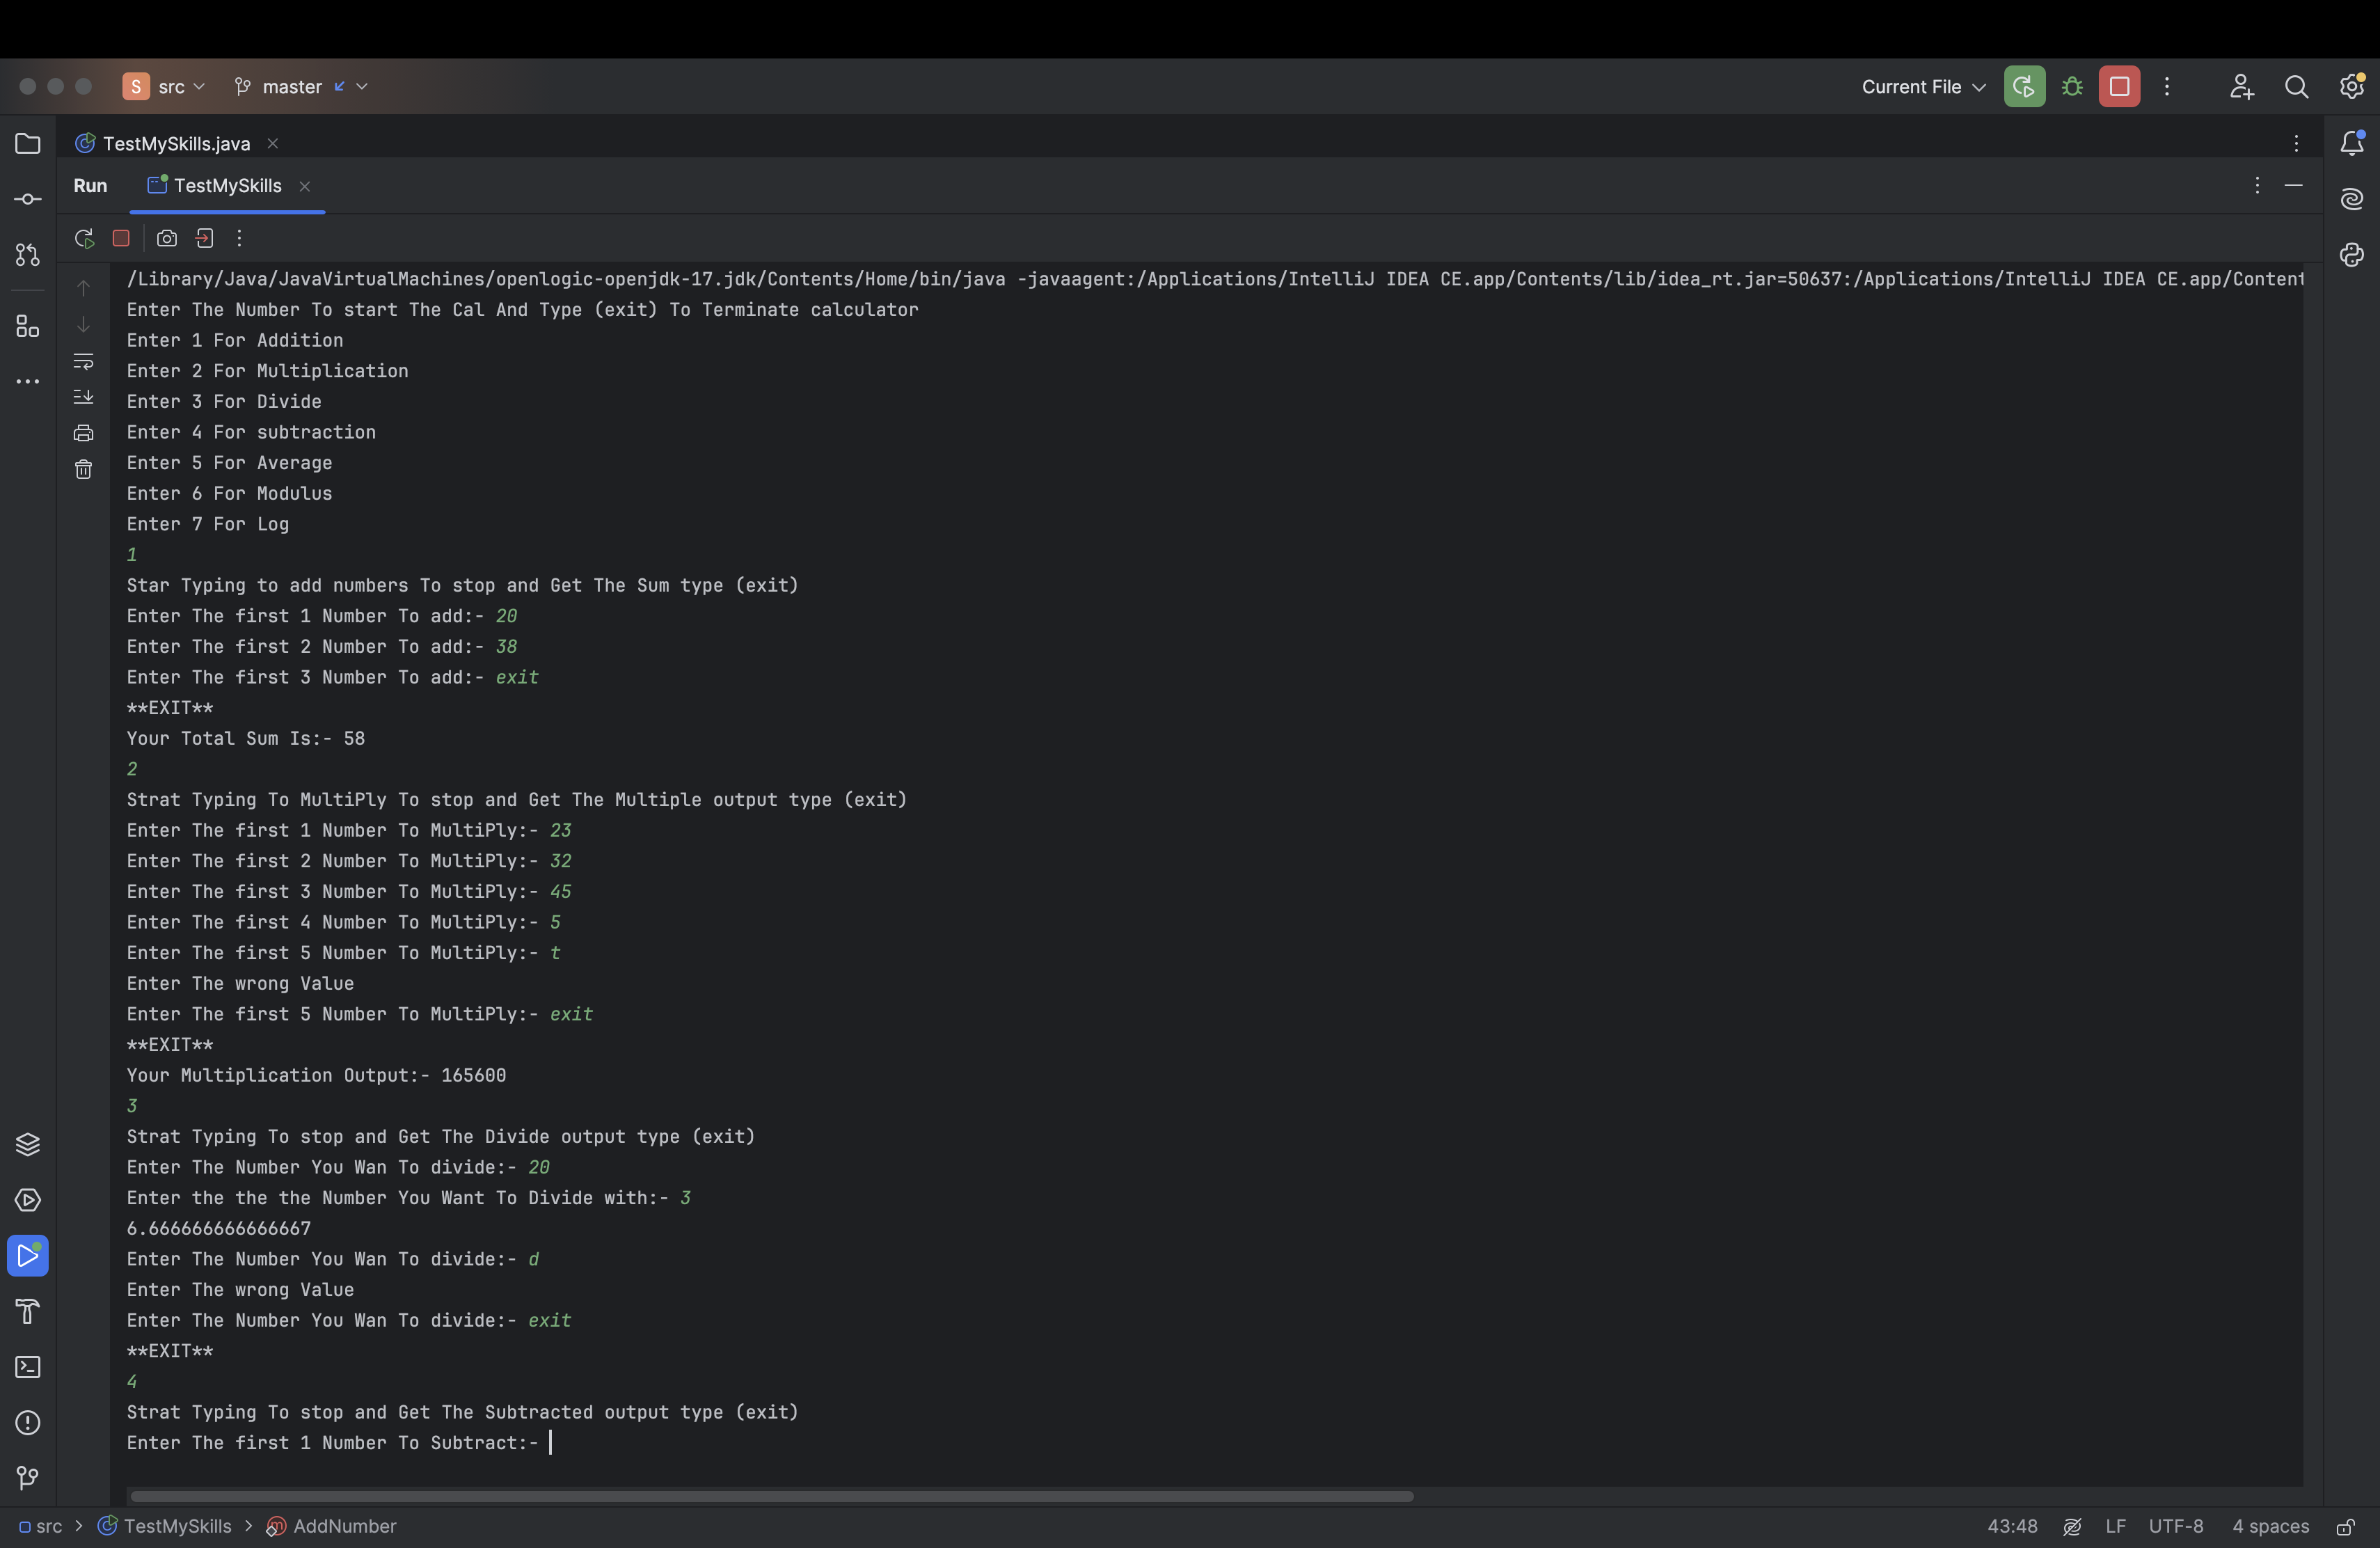 S src master
Current File
TestMySkills.java
Run TestMySkills
/Library/Java/JavaVirtualMachines/openlogic-openjdk-17.jdk/Contents/Home/bin/java -javaagent:/Applications/IntelliJ IDEA CE.app/Contents/lib/idea_rt.jar=50637:/Applications/IntelliJ IDEA CE.app/Content
Enter The Number To start The Cal And Type (exit) To Terminate calculator
Enter 1 For Addition
Enter 2 For Multiplication
Enter 3 For Divide
Enter 4 For subtraction
Enter 5 For Average
Enter 6 For Modulus
Enter 7 For Log
1
Star Typing to add numbers To stop and Get The Sum type (exit)
Enter The first 1 Number To add:- 20
Enter The first 2 Number To add:- 38
Enter The first 3 Number To add:- exit
**EXIT**
Your Total Sum Is:- 58
2
Strat Typing To MultiPly To stop and Get The Multiple output type (exit)
Enter The first 1 Number To MultiPly:- 23
Enter The first 2 Number To MultiPly:- 32
Enter The first 3 Number To MultiPly:- 45
Enter The first 4 Number To MultiPly:- 5
Enter The first 5 Number To MultiPly:- t
Enter The wrong Value
Enter The first 5 Number To MultiPly:- exit
**EXIT**
Your Multiplication Output:- 165600
3
Strat Typing To stop and Get The Divide output type (exit)
Enter The Number You Wan To divide:- 20
Enter the the the Number You Want To Divide with:- 3
6.666666666666667
Enter The Number You Wan To divide:- d
Enter The wrong Value
Enter The Number You Wan To divide:- exit
**EXIT**
4
Strat Typing To stop and Get The Subtracted output type (exit)
Enter The first 1 Number To Subtract:-
src > TestMySkills > AddNumber
43:48 LF UTF-8 4 spaces